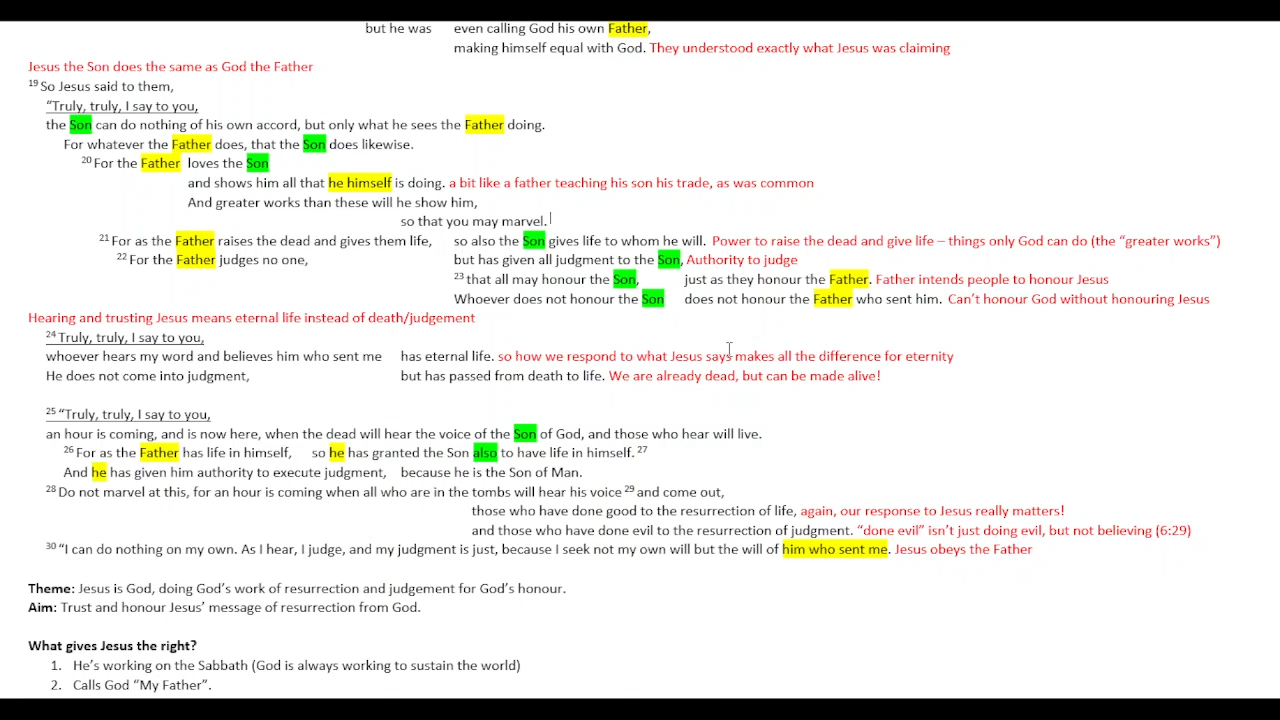 but he was even calling God his own Father,
making himself equal with God. They understood exactly what Jesus was claiming
Jesus the Son does the same as God the Father
19 So Jesus said to them,
“Truly, truly, I say to you,
the Son can do nothing of his own accord, but only what he sees the Father doing.
For whatever the Father does, that the Son does likewise.
20 For the Father loves the Son
and shows him all that he himself is doing. a bit like a father teaching his son his trade, as was common
And greater works than these will he show him,
so that you may marvel.
21 For as the Father raises the dead and gives them life, so also the Son gives life to whom he will. Power to raise the dead and give life – things only God can do (the “greater works”)
22 For the Father judges no one, but has given all judgment to the Son, Authority to judge
23 that all may honour the Son, just as they honour the Father. Father intends people to honour Jesus
Whoever does not honour the Son does not honour the Father who sent him. Can’t honour God without honouring Jesus
Hearing and trusting Jesus means eternal life instead of death/judgement
24 Truly, truly, I say to you,
whoever hears my word and believes him who sent me has eternal life. so how we respond to what Jesus says makes all the difference for eternity
He does not come into judgment, but has passed from death to life. We are already dead, but can be made alive!
25 “Truly, truly, I say to you,
an hour is coming, and is now here, when the dead will hear the voice of the Son of God, and those who hear will live.
26 For as the Father has life in himself, so he has granted the Son also to have life in himself. 27
And he has given him authority to execute judgment, because he is the Son of Man.
28 Do not marvel at this, for an hour is coming when all who are in the tombs will hear his voice 29 and come out,
those who have done good to the resurrection of life, again, our response to Jesus really matters!
and those who have done evil to the resurrection of judgment. “done evil” isn’t just doing evil, but not believing (6:29)
30 “I can do nothing on my own. As I hear, I judge, and my judgment is just, because I seek not my own will but the will of him who sent me. Jesus obeys the Father
Theme: Jesus is God, doing God’s work of resurrection and judgement for God’s honour.
Aim: Trust and honour Jesus’ message of resurrection from God.
What gives Jesus the right?
1. He’s working on the Sabbath (God is always working to sustain the world)
2. Calls God “My Father”.